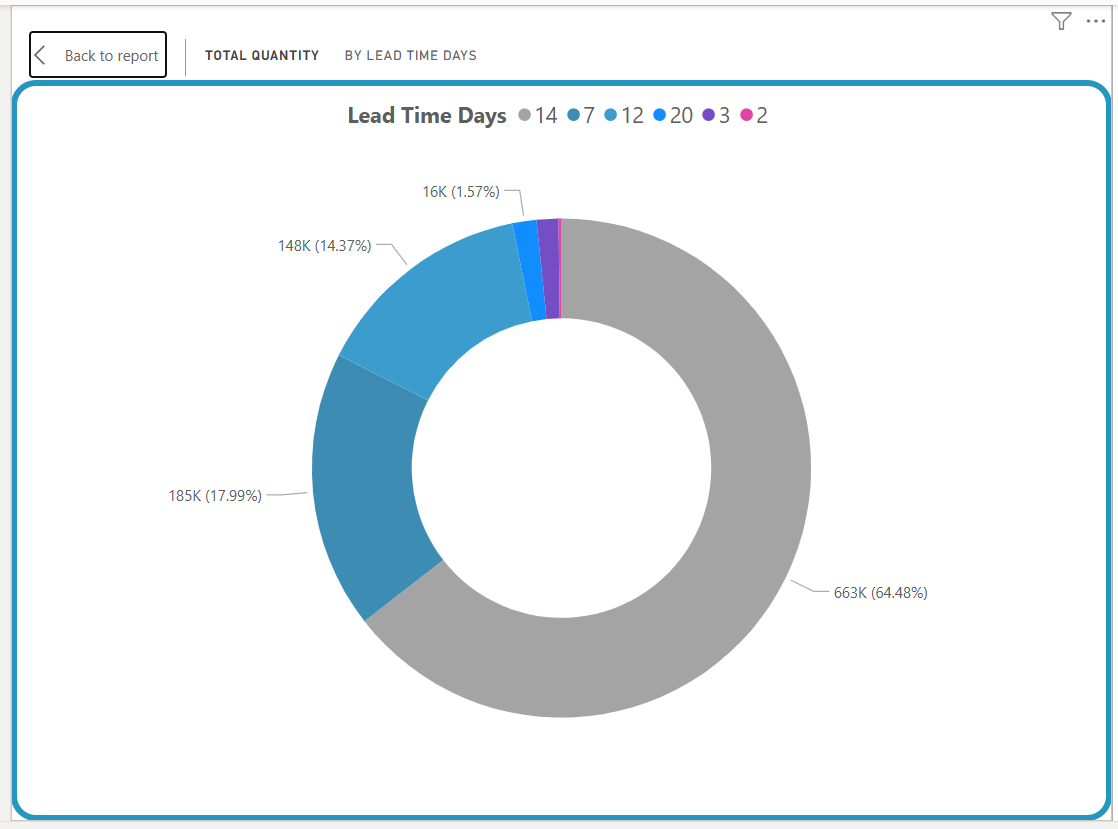 Back to report
TOTAL QUANTITY BY LEAD TIME DAYS
Lead Time Days 14 7 12 20 3 2
16K (1.57%)
148K (14.37%)
185K (17.99%)
663K (64.48%)